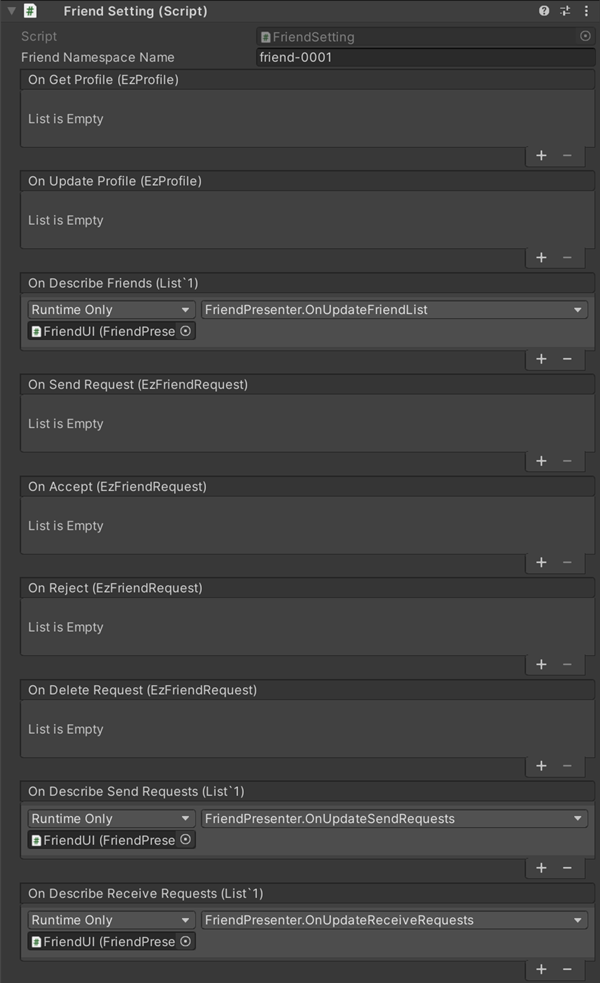 Friend Setting (Script)
Script FriendSetting
Friend Namespace Name friend-0001
On Get Profile (EzProfile)
List is Empty
+ −
On Update Profile (EzProfile)
List is Empty
+ −
On Describe Friends (List`1)
Runtime Only FriendPresenter.OnUpdateFriendList
FriendUI (FriendPrese
+ −
On Send Request (EzFriendRequest)
List is Empty
+ −
On Accept (EzFriendRequest)
List is Empty
+ −
On Reject (EzFriendRequest)
List is Empty
+ −
On Delete Request (EzFriendRequest)
List is Empty
+ −
On Describe Send Requests (List`1)
Runtime Only FriendPresenter.OnUpdateSendRequests
FriendUI (FriendPrese
+ −
On Describe Receive Requests (List`1)
Runtime Only FriendPresenter.OnUpdateReceiveRequests
FriendUI (FriendPrese
+ −